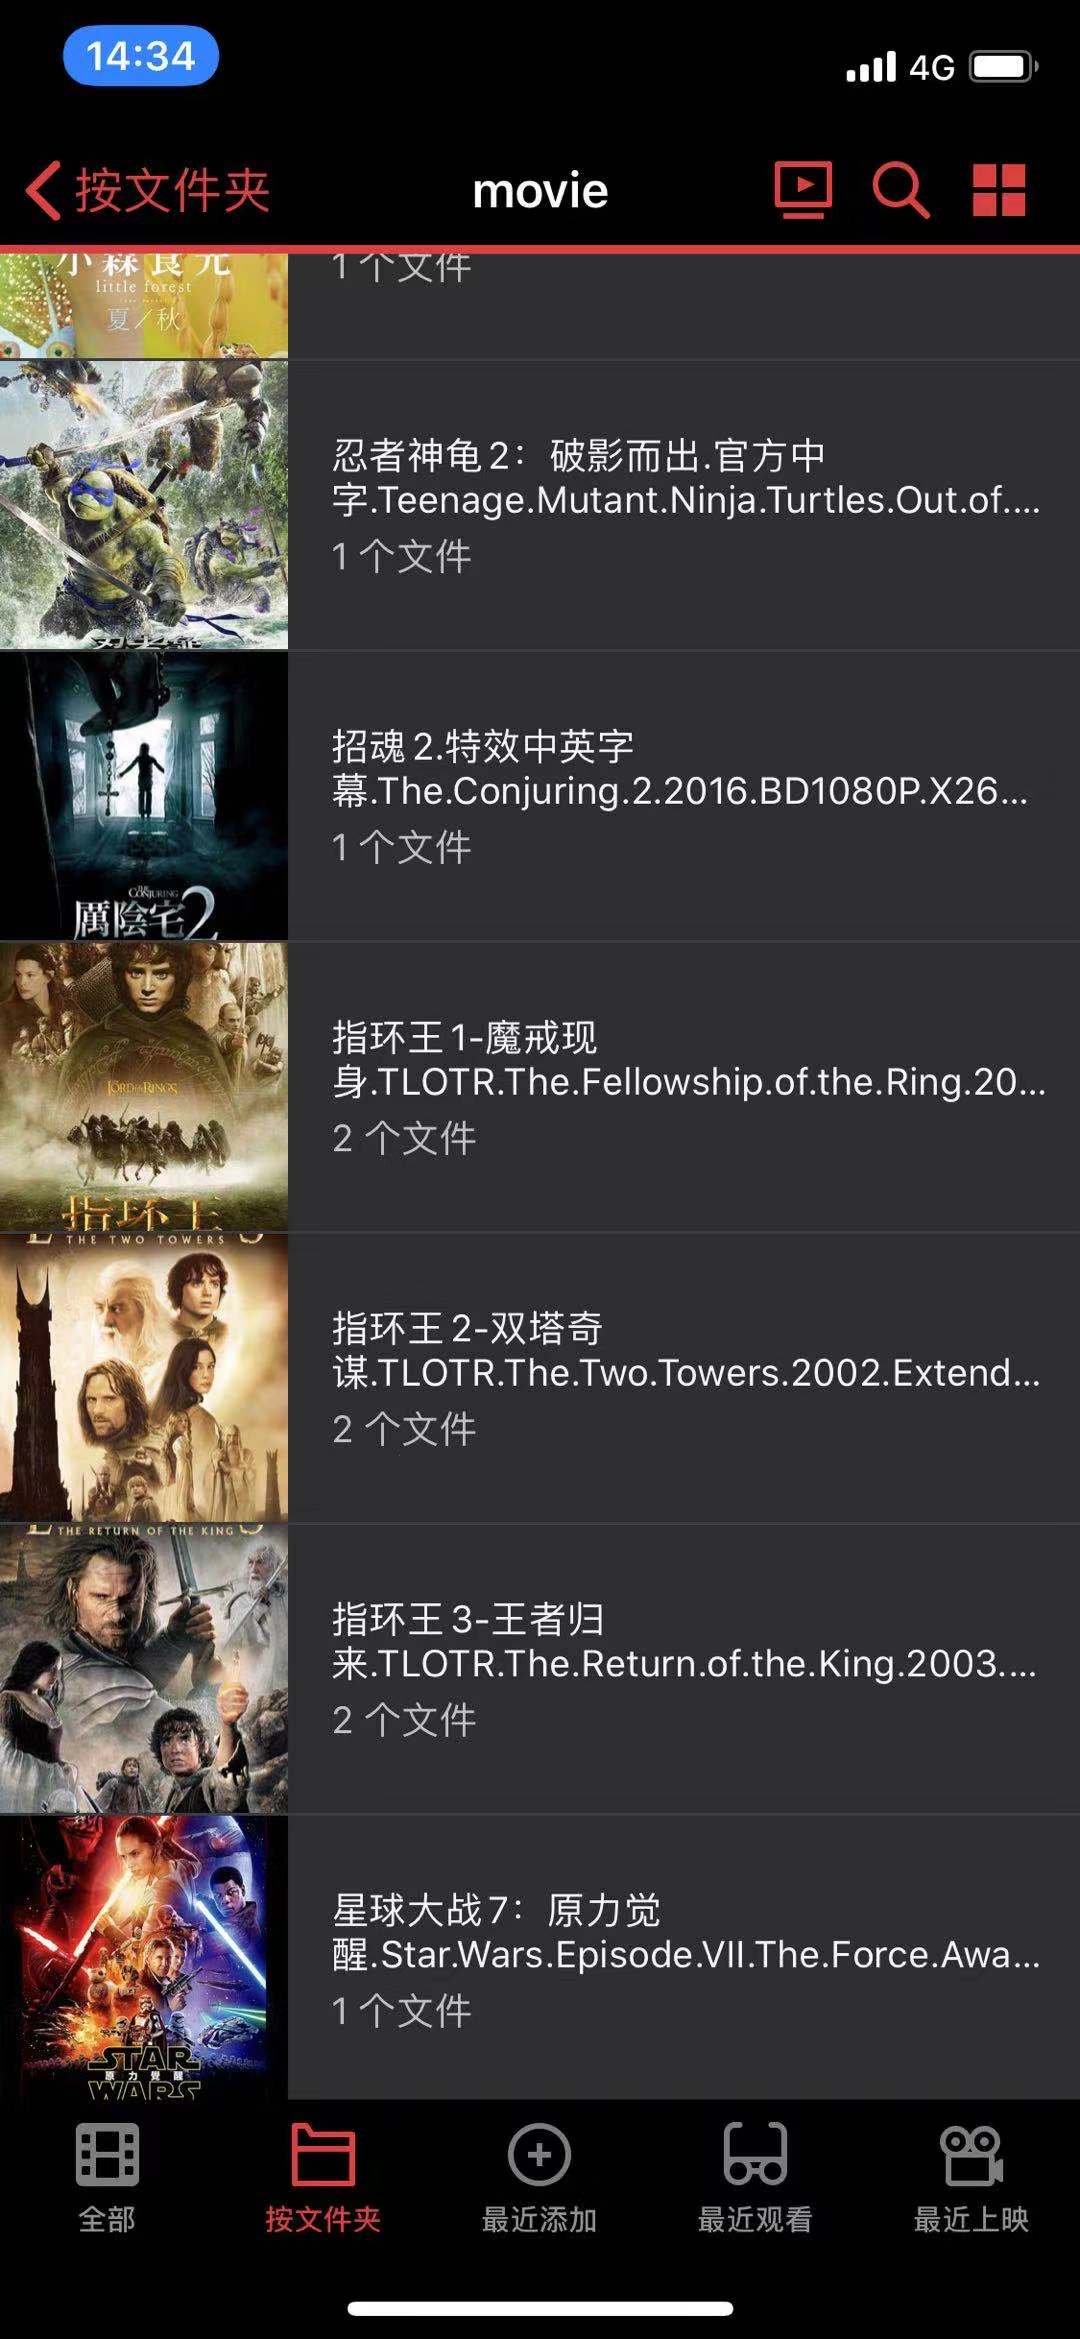 14:34
4G
按文件夹
movie
小森食光
little forest
夏／秋
1 个文件
忍者神龟 2：破影而出.官方中
字.Teenage.Mutant.Ninja.Turtles.Out.of....
1 个文件
招魂 2.特效中英字
幕.The.Conjuring.2.2016.BD1080P.X26...
1 个文件
THE
CONJURING
厲陰宅2
指环王 1-魔戒现
身.TLOTR.The.Fellowship.of.the.Ring.20...
2 个文件
LORD OF THE RINGS
指环王
THE TWO TOWERS
指环王 2-双塔奇
谋.TLOTR.The.Two.Towers.2002.Extend...
2 个文件
THE RETURN OF THE KING
指环王 3-王者归
来.TLOTR.The.Return.of.the.King.2003....
2 个文件
星球大战 7：原力觉
醒.Star.Wars.Episode.VII.The.Force.Awa...
1 个文件
STAR
原力覺醒
WARS
全部
按文件夹
最近添加
最近观看
最近上映